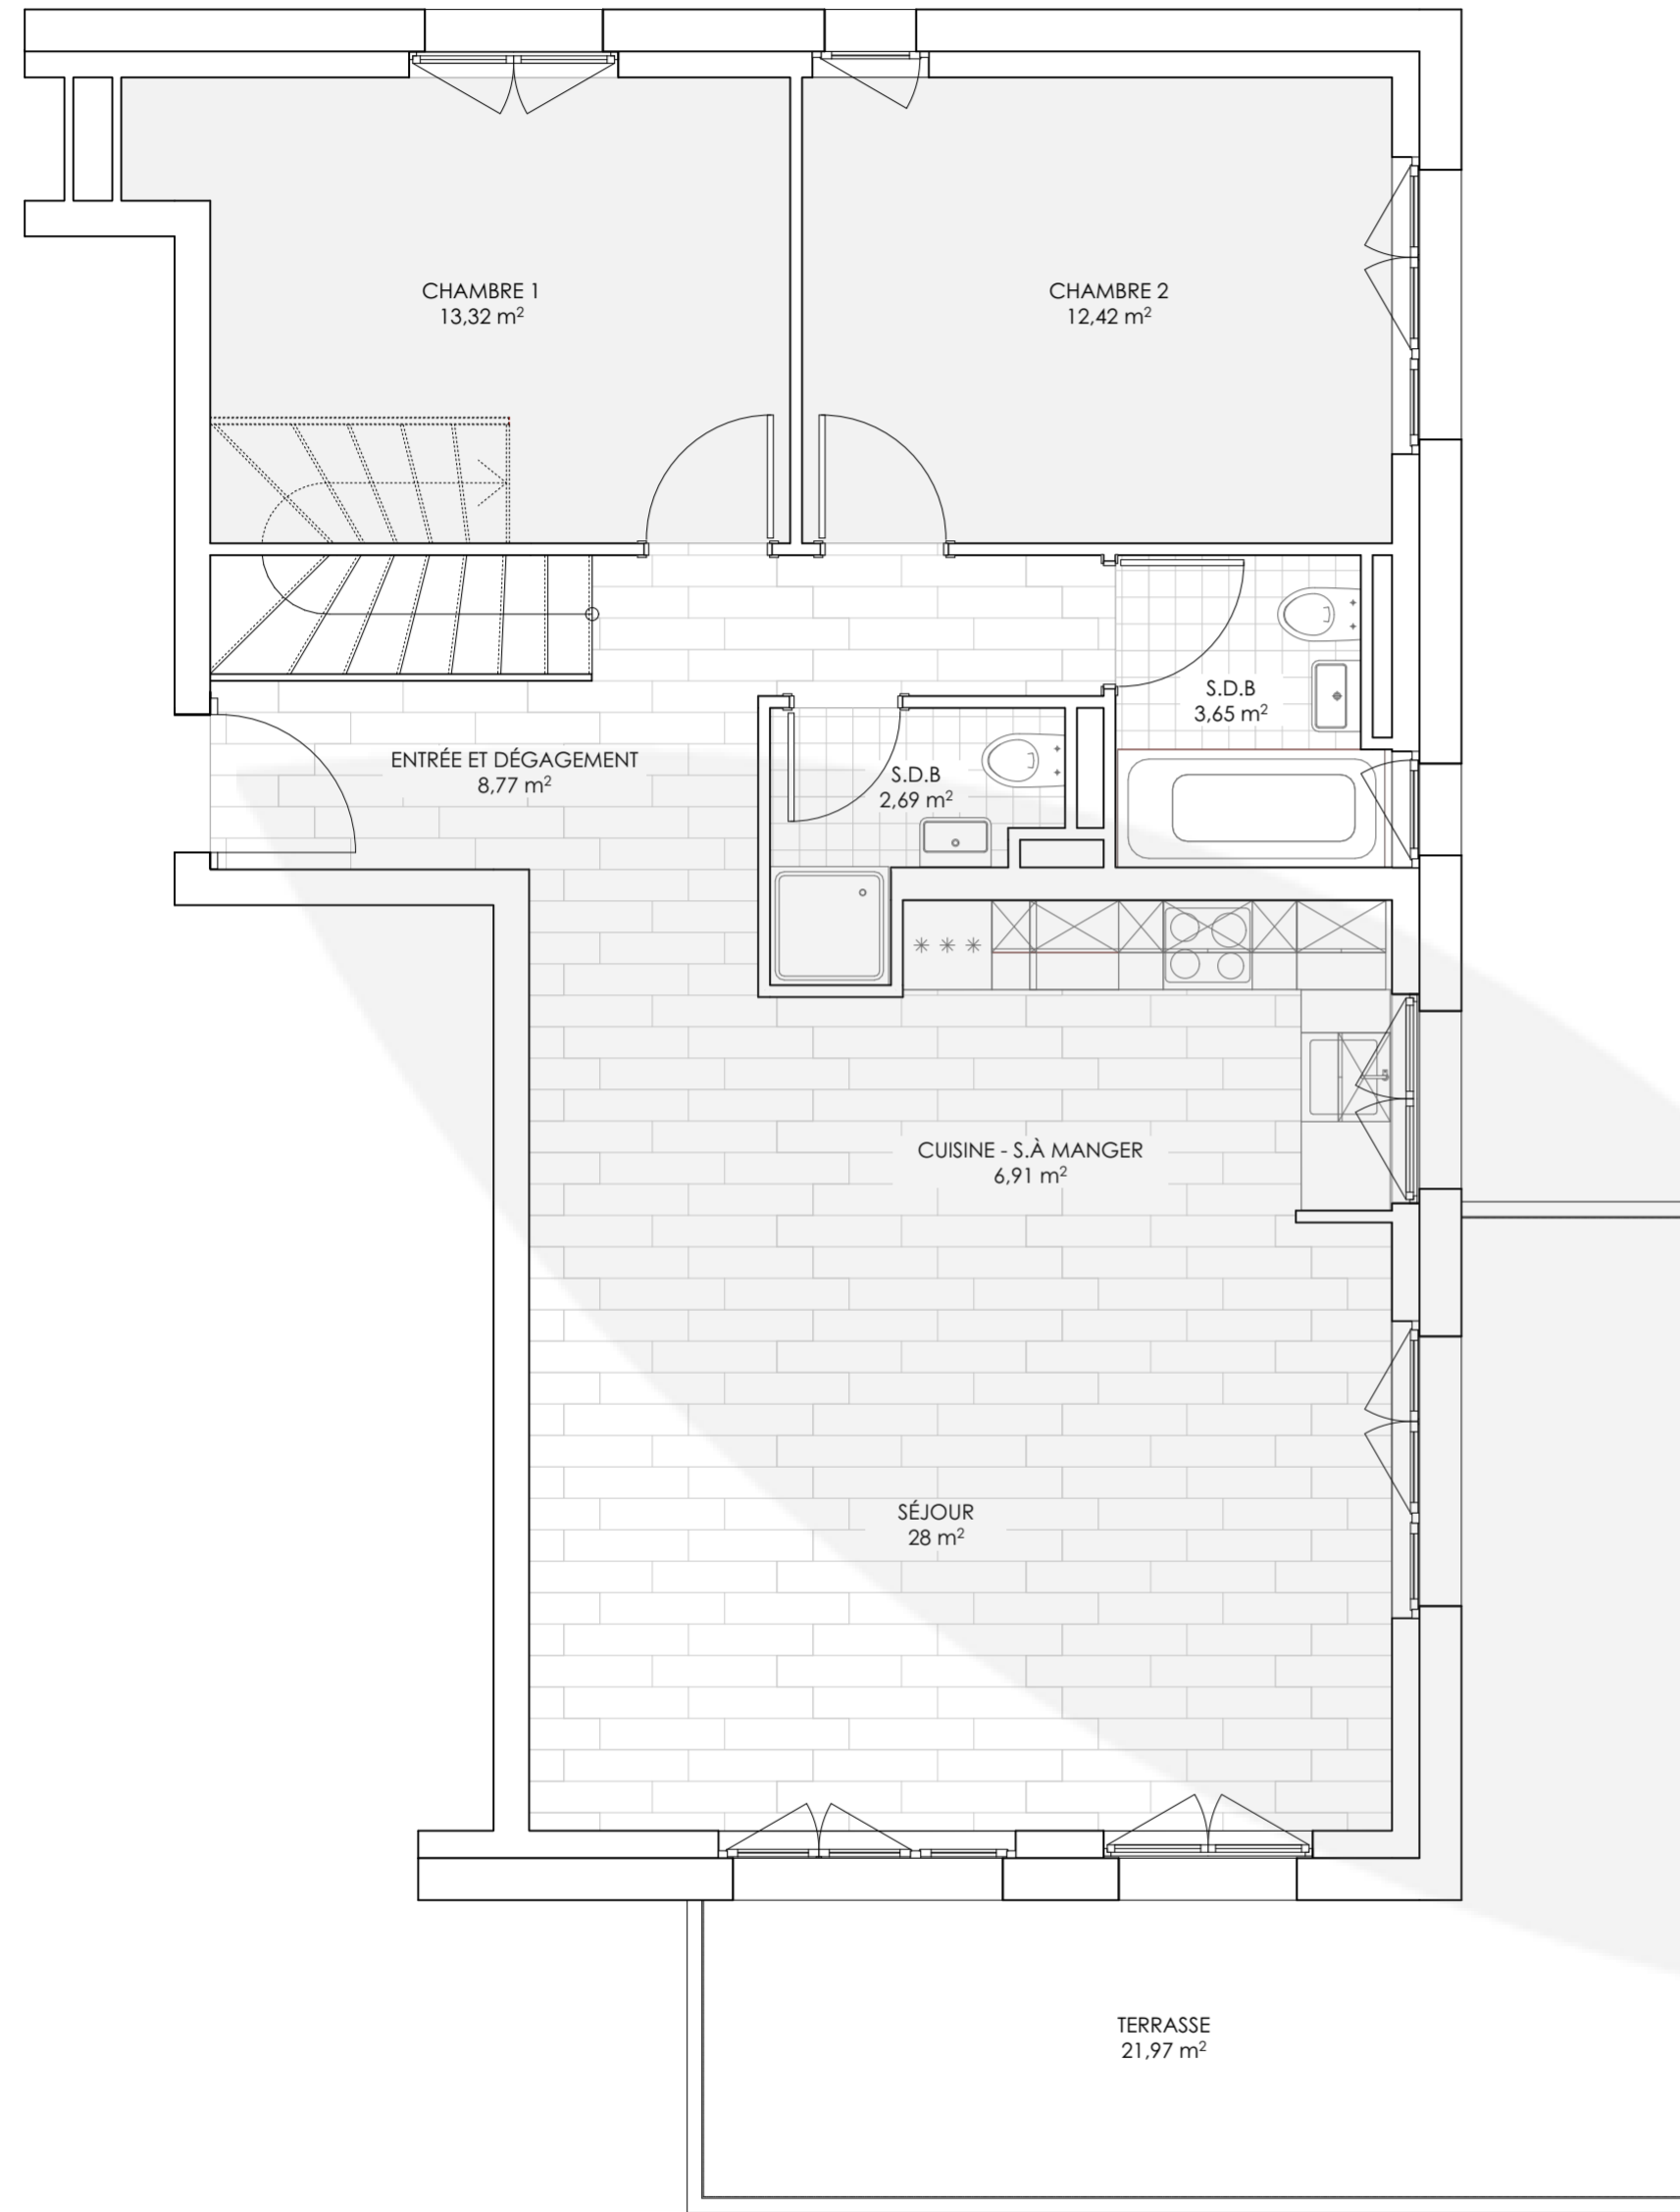 CHAMBRE 1
13,32 m²
CHAMBRE 2
12,42 m²
S.D.B
3,65 m²
ENTRÉE ET DÉGAGEMENT
8,77 m²
S.D.B
2,69 m²
CUISINE - S.À MANGER
6,91 m²
SÉJOUR
28 m²
TERRASSE
21,97 m²